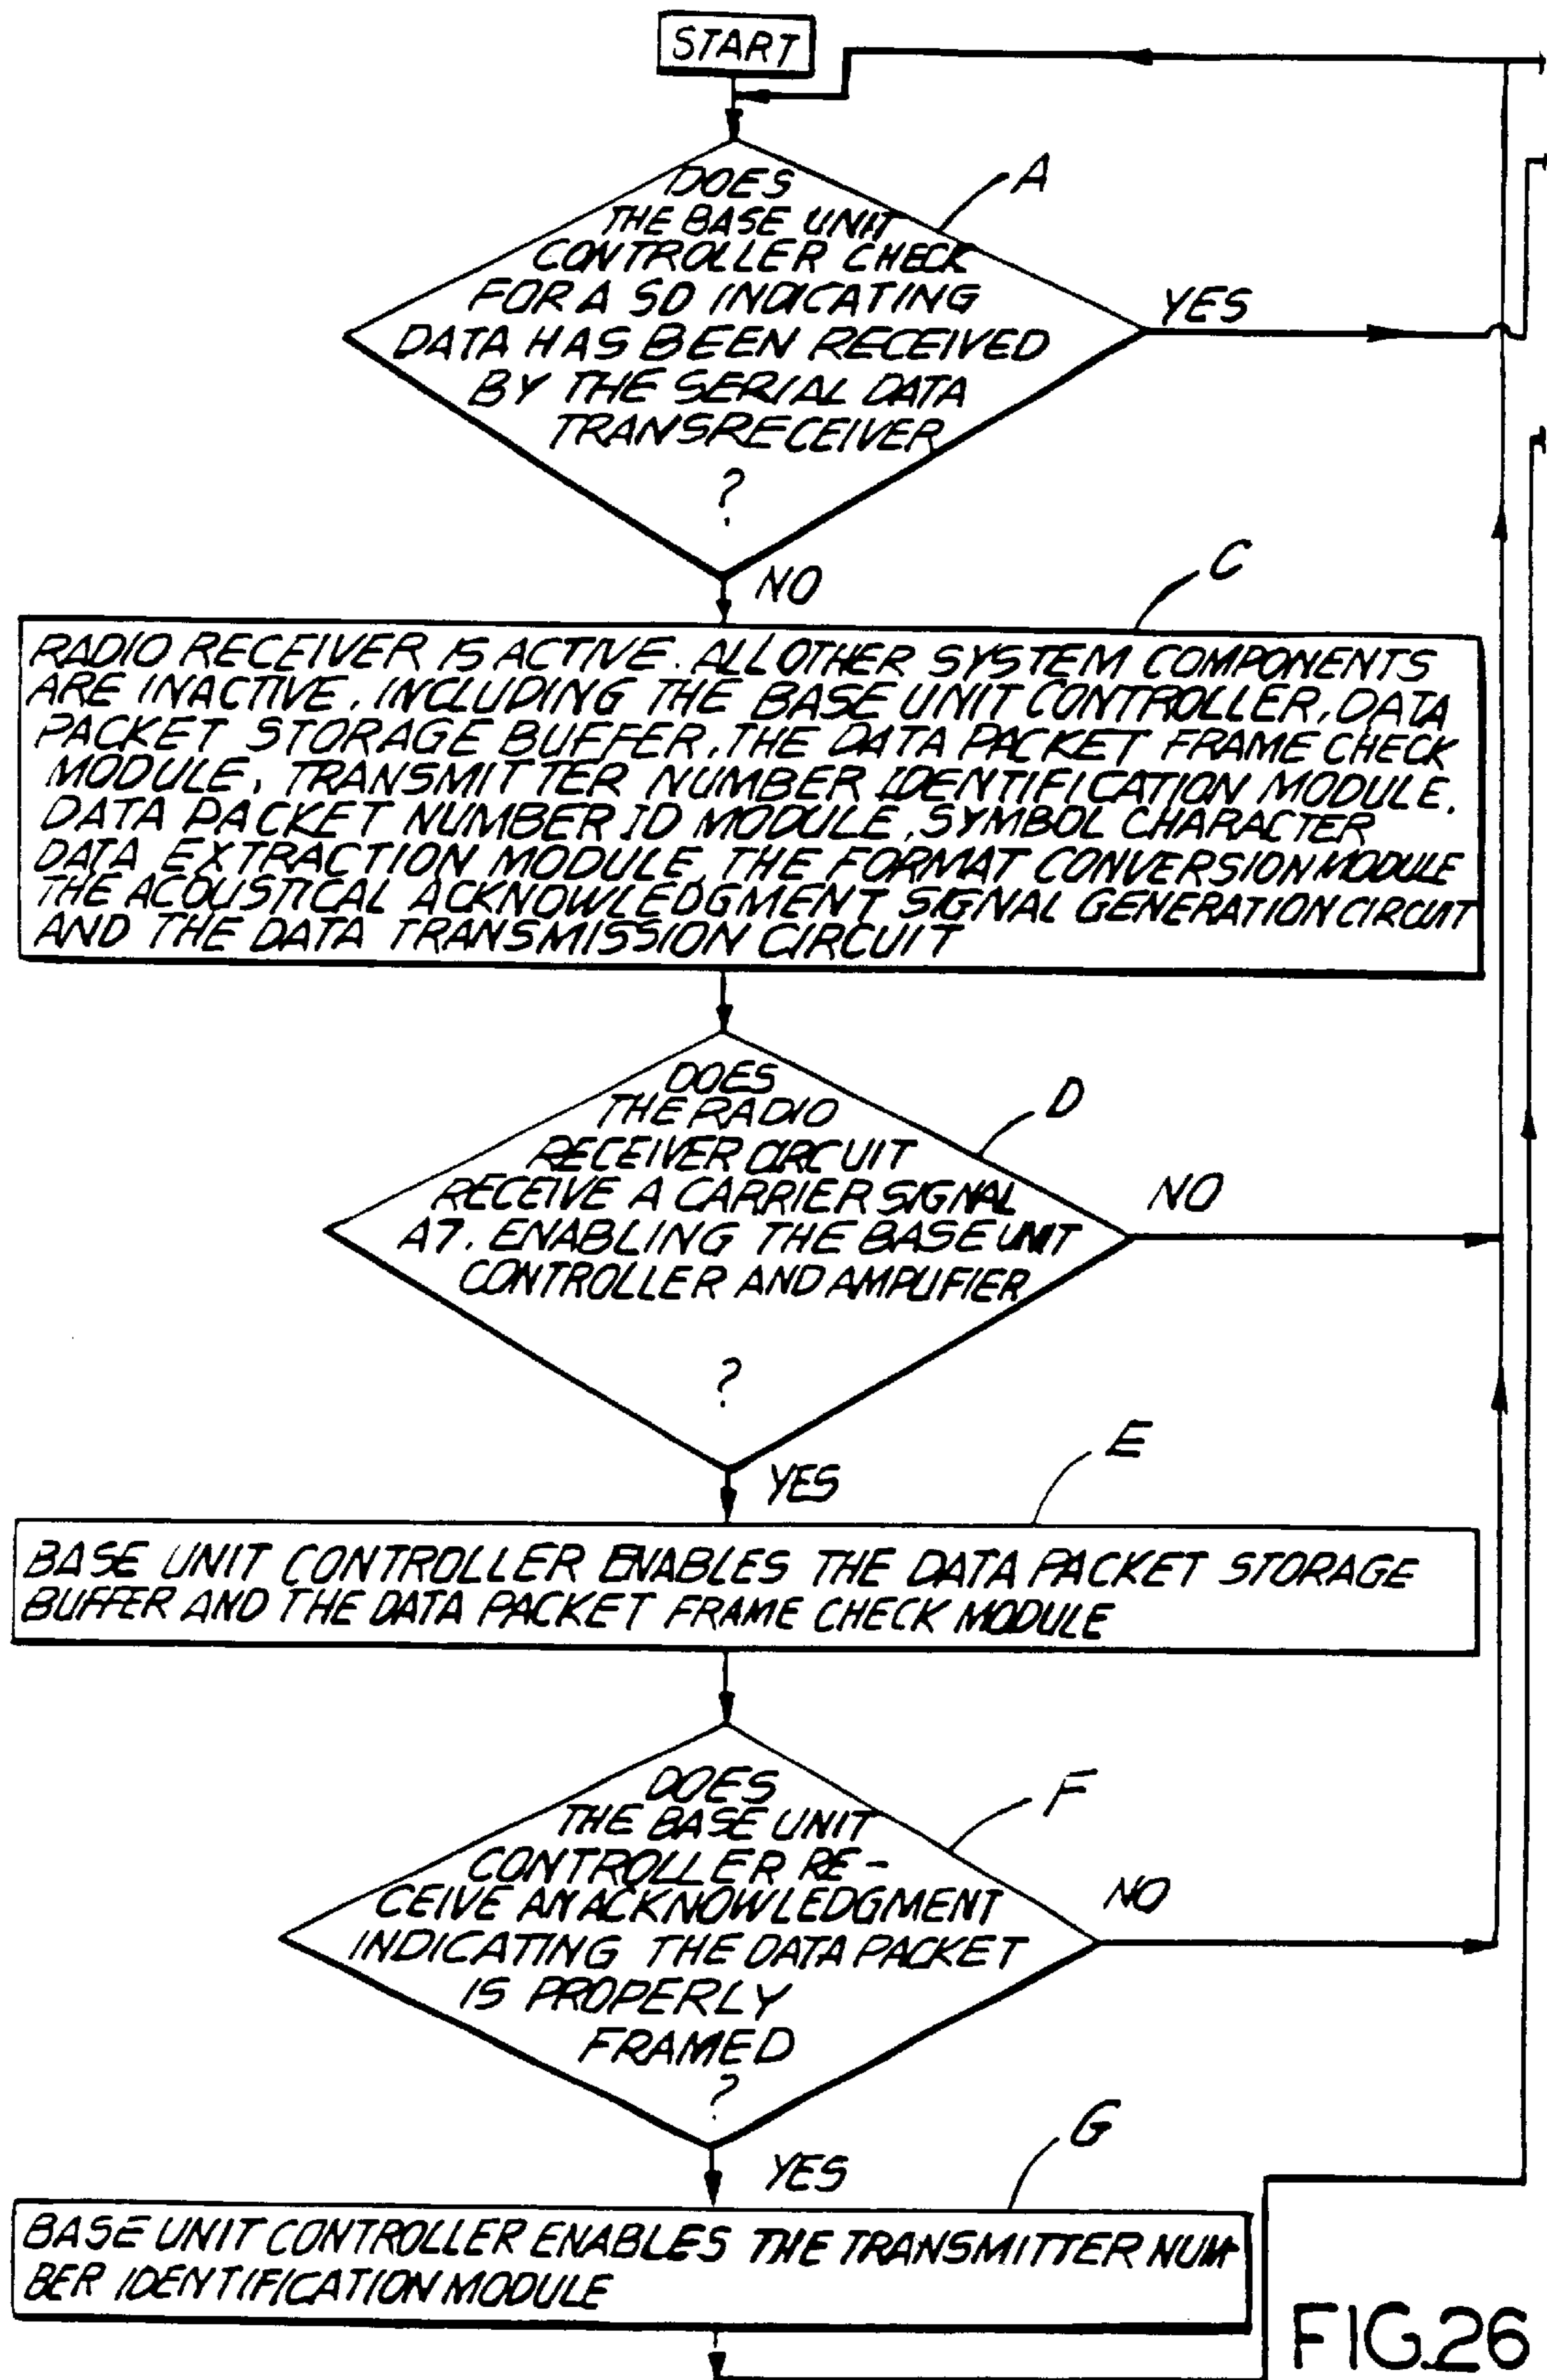 START
A
DOES
THE BASE UNIT
CONTROLLER CHECK
FOR A SD INDICATING
DATA HAS BEEN RECEIVED
BY THE SERIAL DATA
TRANSRECEIVER
?
YES
NO
C
RADIO RECEIVER IS ACTIVE. ALL OTHER SYSTEM COMPONENTS
ARE INACTIVE, INCLUDING THE BASE UNIT CONTROLLER, DATA
PACKET STORAGE BUFFER, THE DATA PACKET FRAME CHECK
MODULE, TRANSMITTER NUMBER IDENTIFICATION MODULE.
DATA PACKET NUMBER ID MODULE, SYMBOL CHARACTER
DATA EXTRACTION MODULE, THE FORMAT CONVERSION MODULE
THE ACOUSTICAL ACKNOWLEDGMENT SIGNAL GENERATION CIRCUIT
AND THE DATA TRANSMISSION CIRCUIT
D
DOES
THE RADIO
RECEIVER CIRCUIT
RECEIVE A CARRIER SIGNAL
A7. ENABLING THE BASE UNIT
CONTROLLER AND AMPLIFIER
?
NO
YES
E
BASE UNIT CONTROLLER ENABLES THE DATA PACKET STORAGE
BUFFER AND THE DATA PACKET FRAME CHECK MODULE
F
DOES
THE BASE UNIT
CONTROLLER RE-
CEIVE AN ACKNOWLEDGMENT
INDICATING THE DATA PACKET
IS PROPERLY
FRAMED
?
NO
YES
G
BASE UNIT CONTROLLER ENABLES THE TRANSMITTER NUM-
BER IDENTIFICATION MODULE
FIG.26